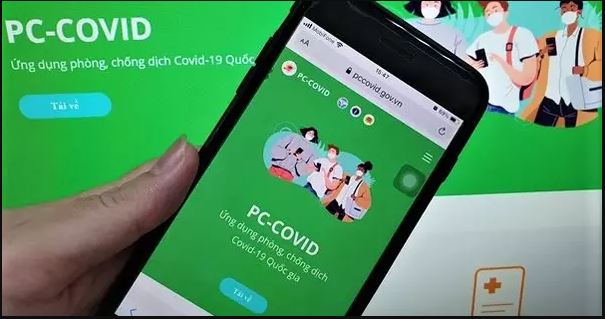 PC-COVID
Ứng dụng phòng, chống dịch Covid-19 Quốc
Tải về
MobiFone
15:47
89%
AA
pccovid.gov.vn
PC-COVID
PC-COVID
Ứng dụng phòng, chống dịch
Covid-19 Quốc gia
Tải về